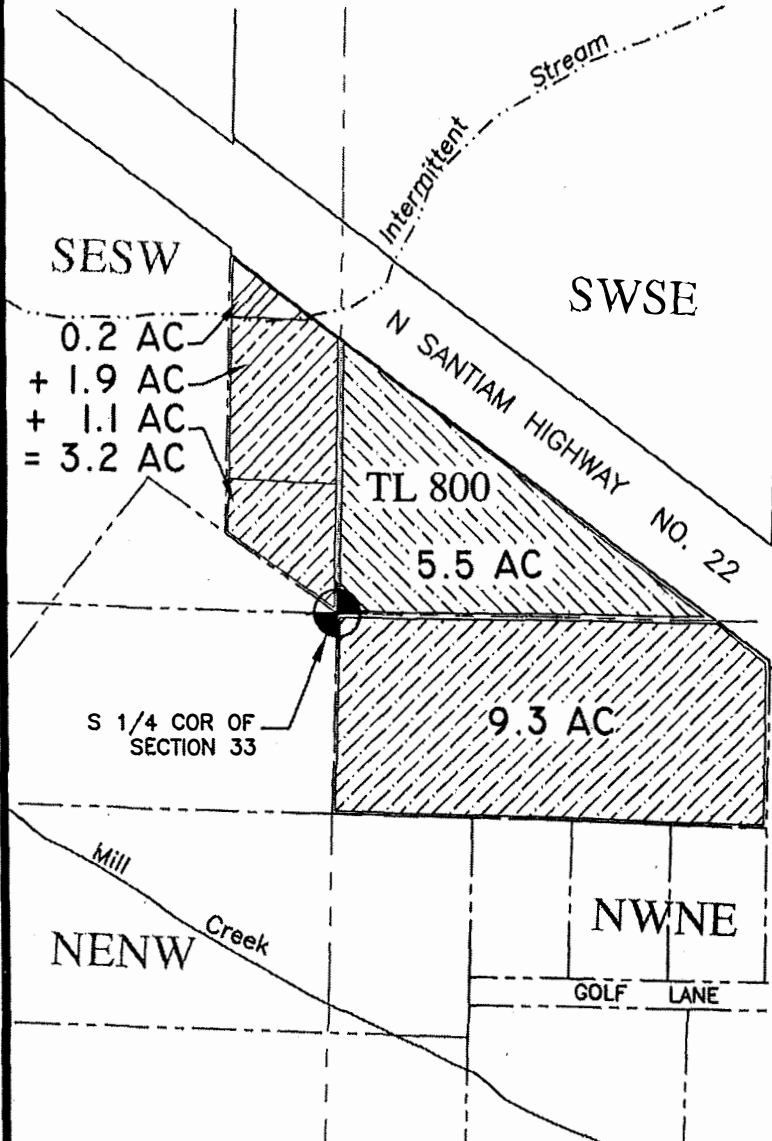 Intermittent Stream
SESW
SWSE
0.2 AC
+ 1.9 AC
+ 1.1 AC
= 3.2 AC
N SANTIAM HIGHWAY NO. 22
TL 800
5.5 AC
S 1/4 COR OF
SECTION 33
9.3 AC
Mill Creek
NENW
NWNE
GOLF LANE